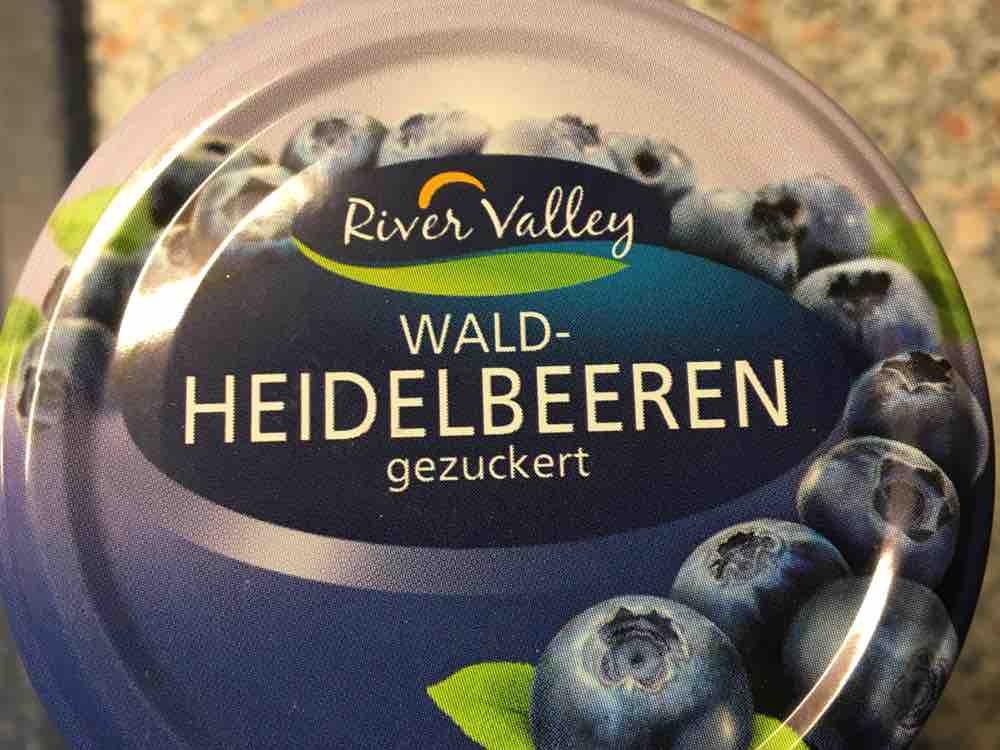 River Valley
WALD-
HEIDELBEEREN
gezuckert